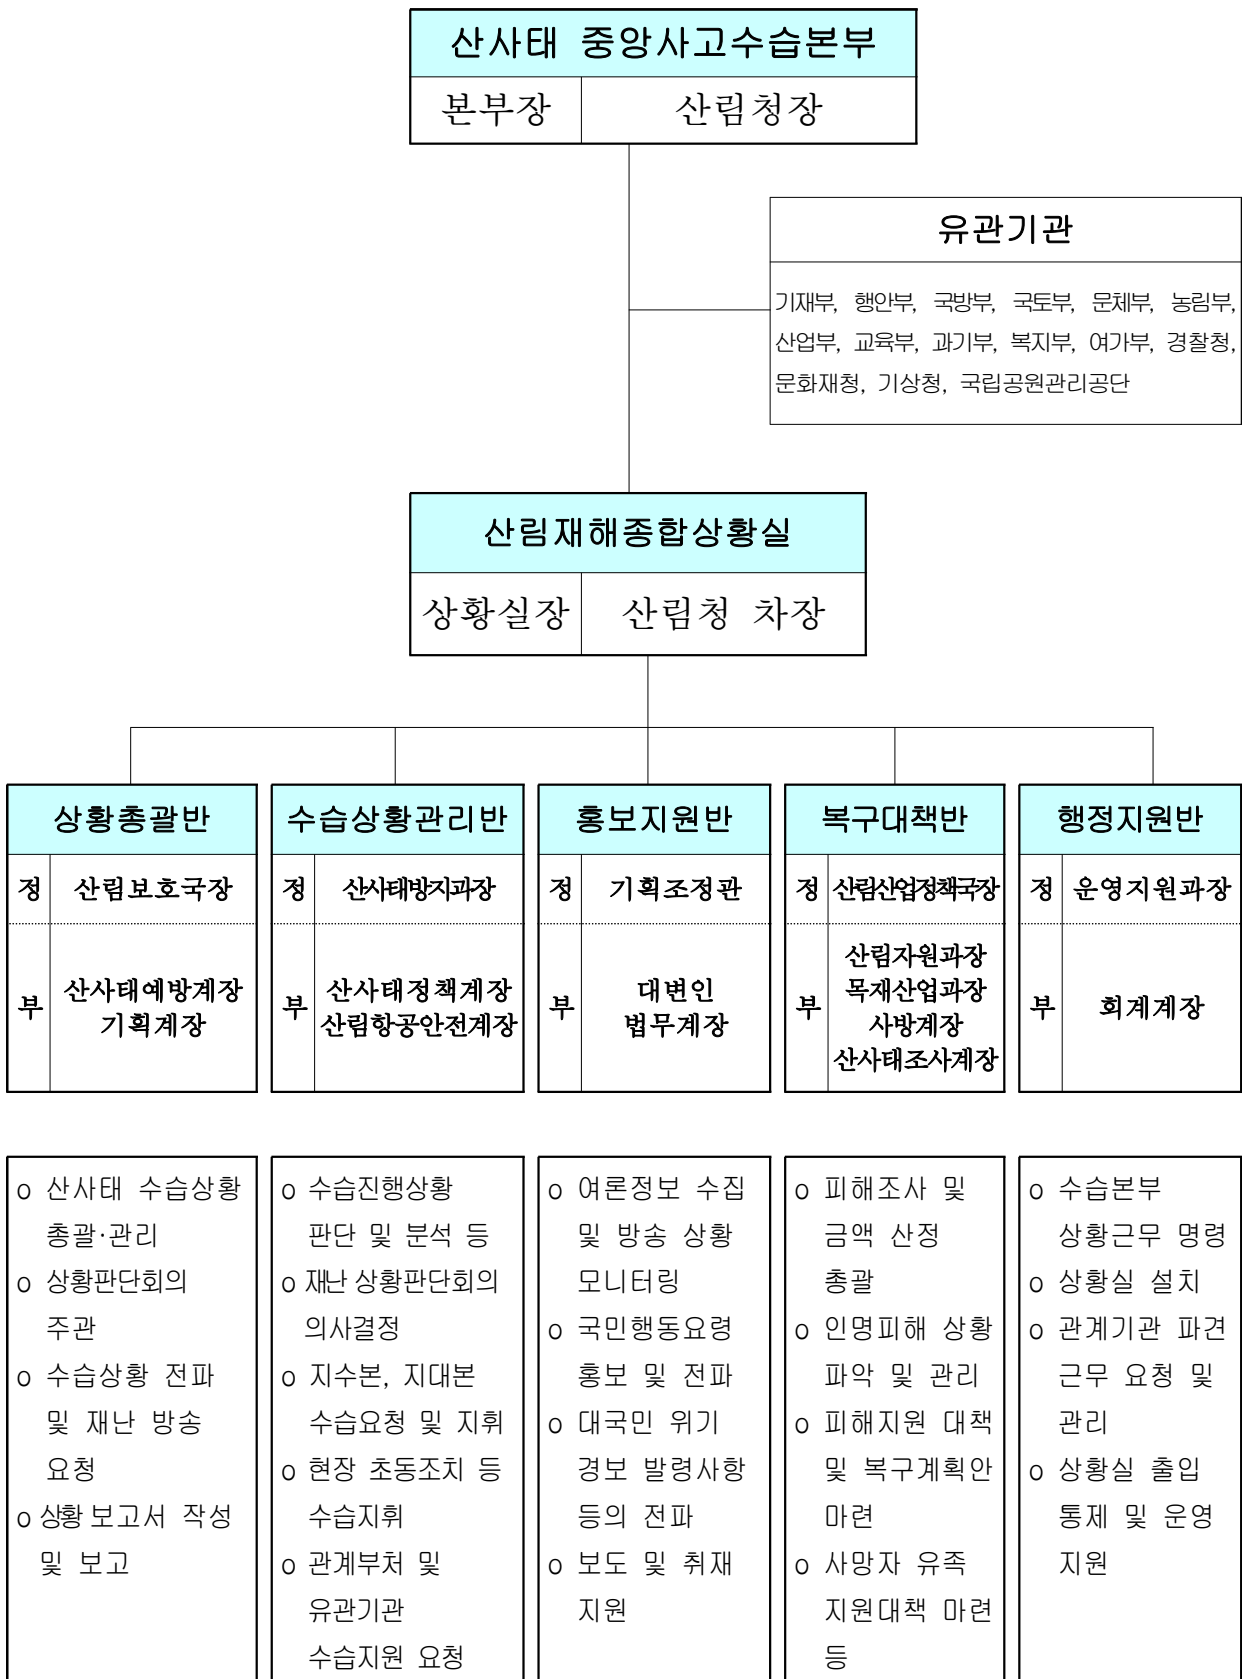 산사태 중앙사고수습본부
본부장 산림청장
유관기관
기재부, 행안부, 국방부, 국토부, 문체부, 농림부,
산업부, 교육부, 과기부, 복지부, 여가부, 경찰청,
문화재청, 기상청, 국립공원관리공단
산림재해종합상황실
상황실장 산림청 차장
상황총괄반
정 산림보호국장
부 산사태예방계장
기획계장
수습상황관리반
정 산사태방지과장
부 산사태정책계장
산림항공안전계장
홍보지원반
정 기획조정관
부 대변인
법무계장
복구대책반
정 산림산업정책국장
부 산림자원과장
목재산업과장
사방계장
산사태조사계장
행정지원반
정 운영지원과장
부 회계계장
o 산사태 수습상황
총괄·관리
o 상황판단회의
주관
o 수습상황 전파
및 재난 방송
요청
o 상황 보고서 작성
및 보고
o 수습진행상황
판단 및 분석 등
o 재난 상황판단회의
의사결정
o 지수본, 지대본
수습요청 및 지휘
o 현장 초동조치 등
수습지휘
o 관계부처 및
유관기관
수습지원 요청
o 여론정보 수집
및 방송 상황
모니터링
o 국민행동요령
홍보 및 전파
o 대국민 위기
경보 발령사항
등의 전파
o 보도 및 취재
지원
o 피해조사 및
금액 산정
총괄
o 인명피해 상황
파악 및 관리
o 피해지원 대책
및 복구계획안
마련
o 사망자 유족
지원대책 마련
등
o 수습본부
상황근무 명령
o 상황실 설치
o 관계기관 파견
근무 요청 및
관리
o 상황실 출입
통제 및 운영
지원